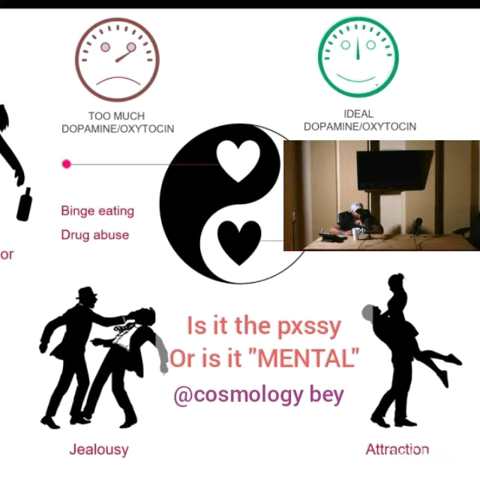 TOO MUCH
DOPAMINE/OXYTOCIN
IDEAL
DOPAMINE/OXYTOCIN
Binge eating
Drug abuse
or
Is it the pxssy
Or is it "MENTAL"
@cosmology bey
Jealousy
Attraction